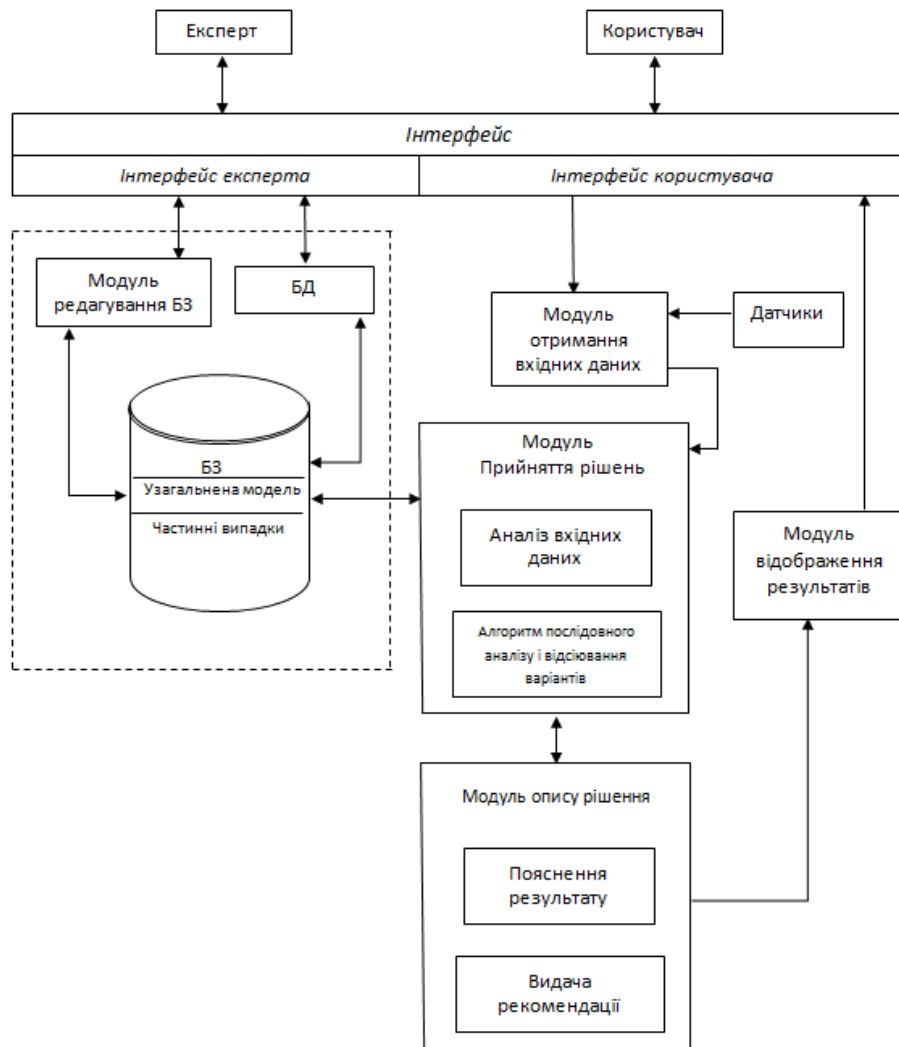 Експерт
Користувач
Інтерфейс
Інтерфейс експерта
Інтерфейс користувача
Модуль
редагування БЗ
БД
Модуль
отримання
вхідних даних
Датчики
БЗ
Узагальнена модель
Частинні випадки
Модуль
Прийняття рішень
Аналіз вхідних
даних
Алгоритм послідовного
аналізу і відсіювання
варіантів
Модуль
відображення
результатів
Модуль опису рішення
Пояснення
результату
Видача
рекомендації